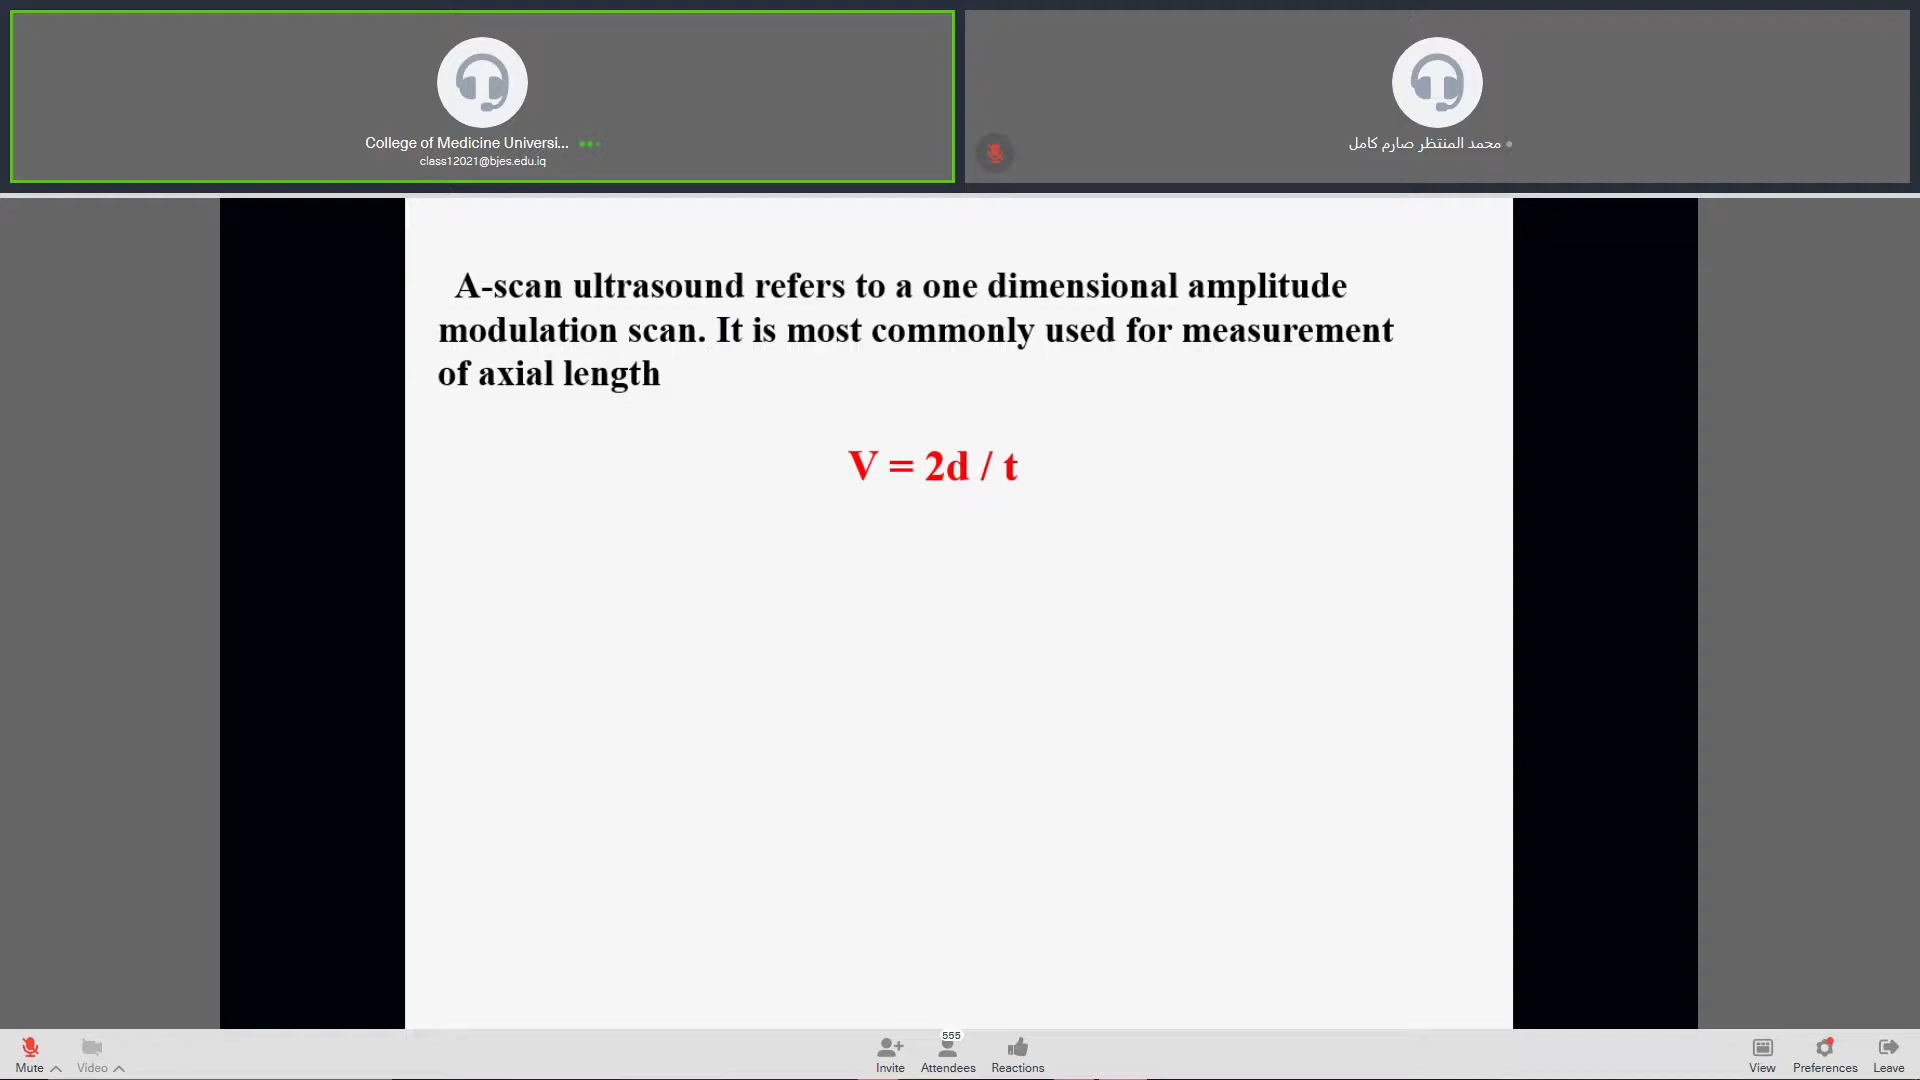 College of Medicine Universi...
class12021@bjes.edu.iq
محمد المنتظر صارم كامل
A-scan ultrasound refers to a one dimensional amplitude
modulation scan. It is most commonly used for measurement
of axial length
V = 2d / t
Mute
Video
Invite
555
Attendees
Reactions
View
Preferences
Leave